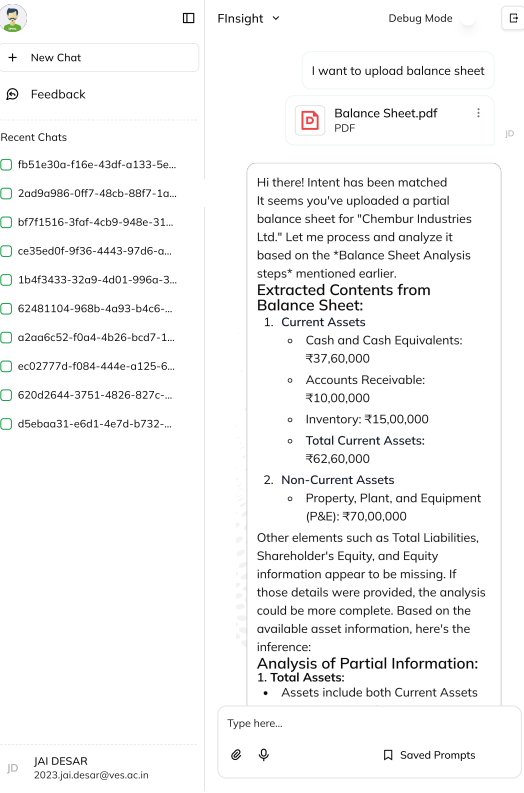 FInsight
Debug Mode
New Chat
Feedback
Recent Chats
fb51e30a-f16e-43df-a133-5e...
2ad9a986-0ff7-48cb-88f7-1a...
bf7f1516-3faf-4cb9-948e-31...
ce35ed0f-9f36-4443-97d6-a...
1b4f3433-32a9-4d01-996a-3...
62481104-968b-4a93-b4c6-...
a2aa6c52-f0a4-4b26-bcd7-1...
ec02777d-f084-444e-a125-6...
620d2644-3751-4826-827c-...
d5ebaa31-e6d1-4e7d-b732-...
JD
JAI DESAR
2023.jai.desar@ves.ac.in
I want to upload balance sheet
Balance Sheet.pdf
PDF
JD
Hi there! Intent has been matched
It seems you've uploaded a partial
balance sheet for "Chembur Industries
Ltd." Let me process and analyze it
based on the *Balance Sheet Analysis
steps* mentioned earlier.
Extracted Contents from
Balance Sheet:
1. Current Assets
Cash and Cash Equivalents:
₹37,60,000
Accounts Receivable:
₹10,00,000
Inventory: ₹15,00,000
Total Current Assets:
₹62,60,000
2. Non-Current Assets
Property, Plant, and Equipment
(P&E): ₹70,00,000
Other elements such as Total Liabilities,
Shareholder's Equity, and Equity
information appear to be missing. If
those details were provided, the analysis
could be more complete. Based on the
available asset information, here's the
inference:
Analysis of Partial Information:
1. Total Assets:
• Assets include both Current Assets
Type here...
Saved Prompts